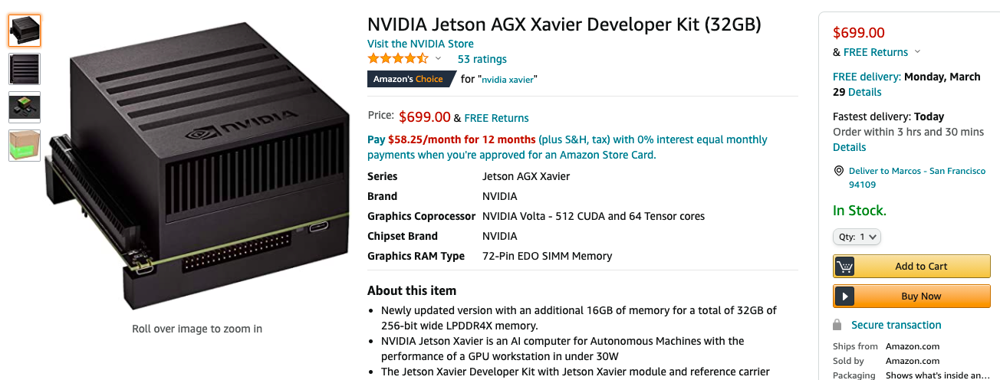 NVIDIA Jetson AGX Xavier Developer Kit (32GB)
Visit the NVIDIA Store
53 ratings
Amazon's Choice for "nvidia xavier"
Price: $699.00 & FREE Returns
Pay $58.25/month for 12 months (plus S&H, tax) with 0% interest equal monthly
payments when you're approved for an Amazon Store Card.
Series Jetson AGX Xavier
Brand NVIDIA
Graphics Coprocessor NVIDIA Volta - 512 CUDA and 64 Tensor cores
Chipset Brand NVIDIA
Graphics RAM Type 72-Pin EDO SIMM Memory
About this item
• Newly updated version with an additional 16GB of memory for a total of 32GB of
256-bit wide LPDDR4X memory.
• NVIDIA Jetson Xavier is an AI computer for Autonomous Machines with the
performance of a GPU workstation in under 30W
• The Jetson Xavier Developer Kit with Jetson Xavier module and reference carrier
NVIDIA
Roll over image to zoom in
$699.00
& FREE Returns
FREE delivery: Monday, March
29 Details
Fastest delivery: Today
Order within 3 hrs and 30 mins
Details
Deliver to Marcos - San Francisco
94109
In Stock.
Qty: 1
Add to Cart
Buy Now
Secure transaction
Ships from Amazon.com
Sold by Amazon.com
Packaging Shows what's inside an...